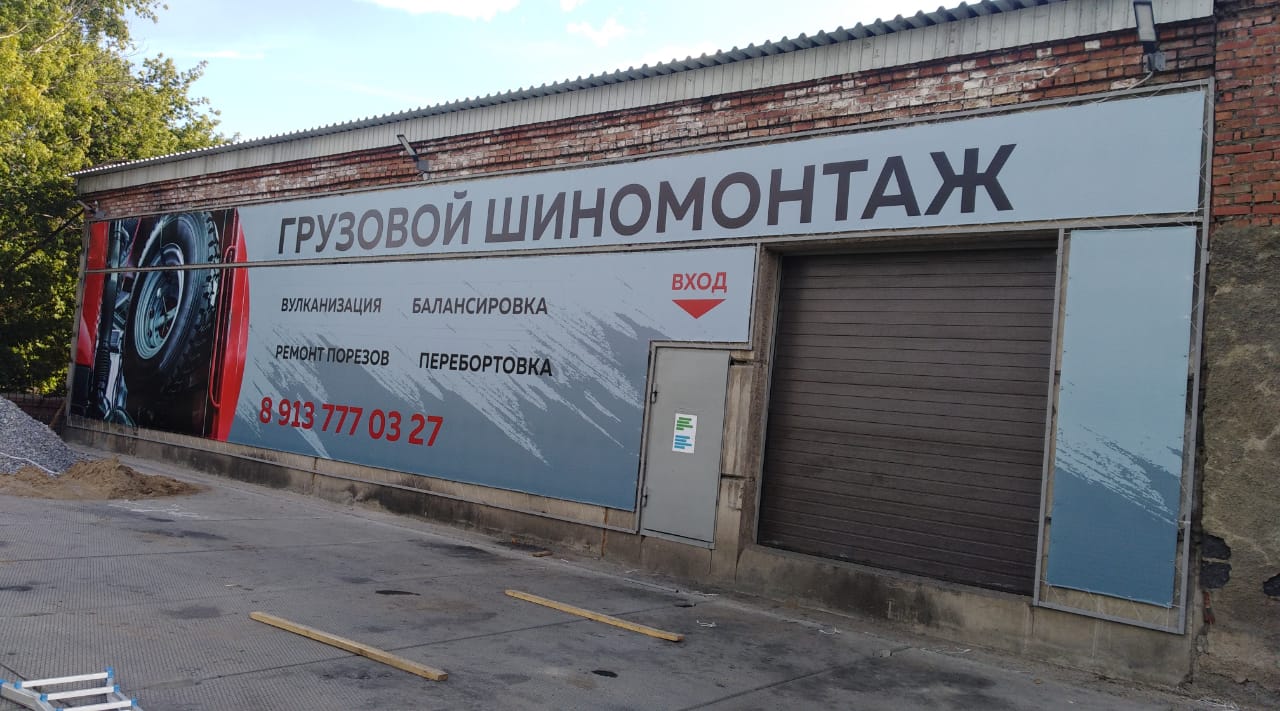 ГРУЗОВОЙ ШИНОМОНТАЖ
ВХОД
ВУЛКАНИЗАЦИЯ БАЛАНСИРОВКА
РЕМОНТ ПОРЕЗОВ ПЕРЕБОРТОВКА
8 913 777 03 27